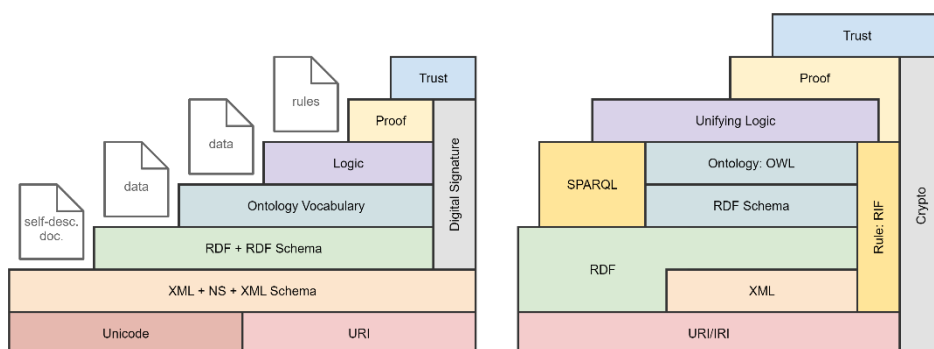 Trust
rules
Proof
data
Logic
Digital Signature
data
Ontology Vocabulary
self-desc.
doc.
RDF + RDF Schema
XML + NS + XML Schema
Unicode
URI
Trust
Proof
Unifying Logic
Ontology: OWL
SPARQL
RDF Schema
Rule: RIF
Crypto
RDF
XML
URI/IRI